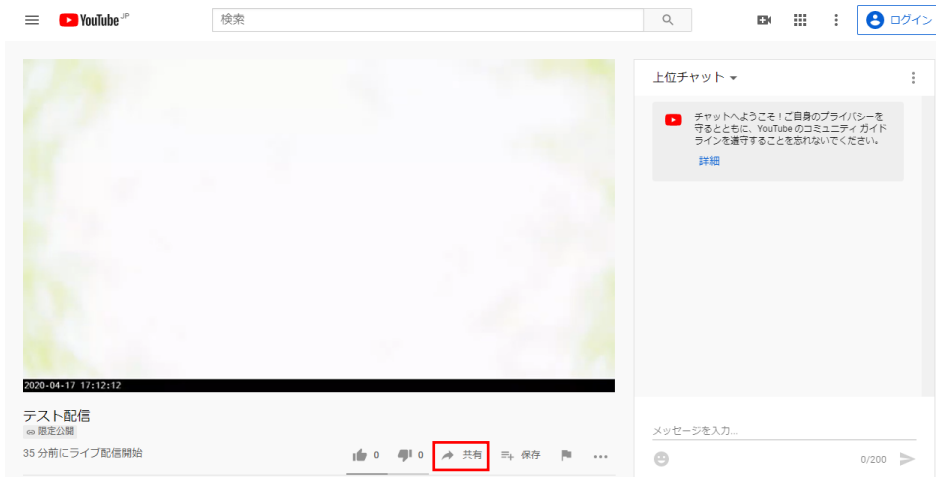 YouTube JP
検索
ログイン
2020-04-17 17:12:12
テスト配信
限定公開
35 分前にライブ配信開始
0
0
共有
保存
上位チャット
チャットへようこそ！ご自身のプライバシーを
守るとともに、YouTube のコミュニティ ガイド
ラインを遵守することを忘れないでください。
詳細
メッセージを入力...
0/200